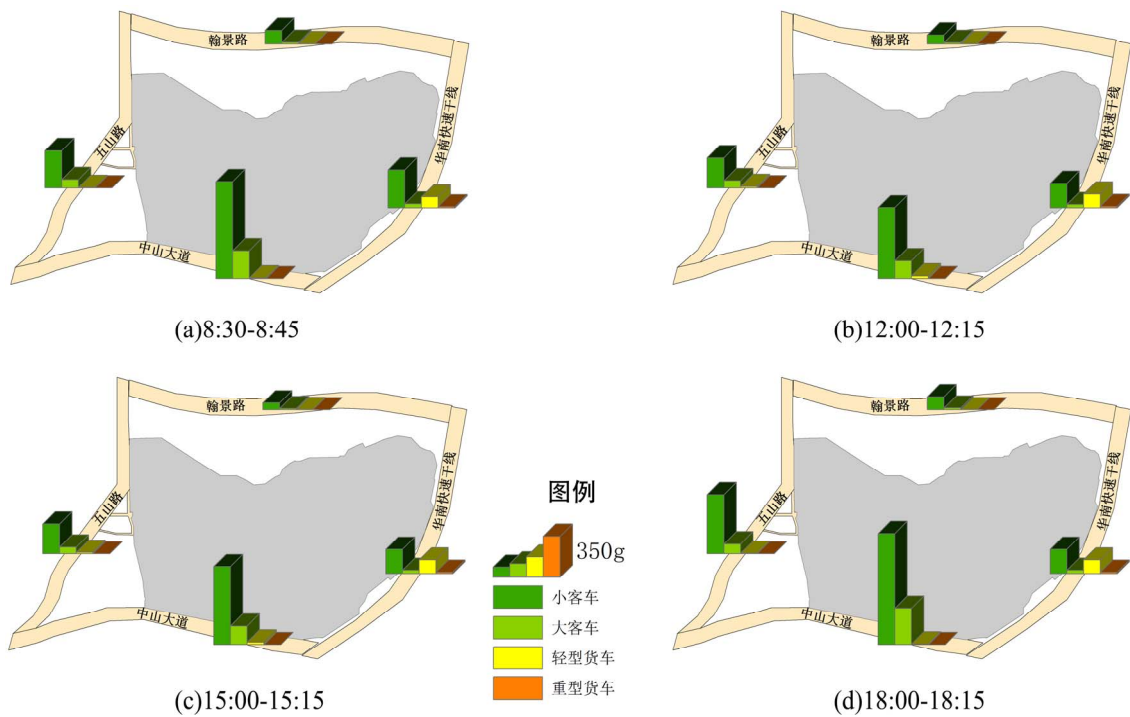 翰景路
五山路
华南快速干线
中山大道
(a)8:30-8:45
翰景路
五山路
华南快速干线
中山大道
(b)12:00-12:15
翰景路
五山路
华南快速干线
中山大道
(c)15:00-15:15
图例
350g
小客车
大客车
轻型货车
重型货车
翰景路
五山路
华南快速干线
中山大道
(d)18:00-18:15